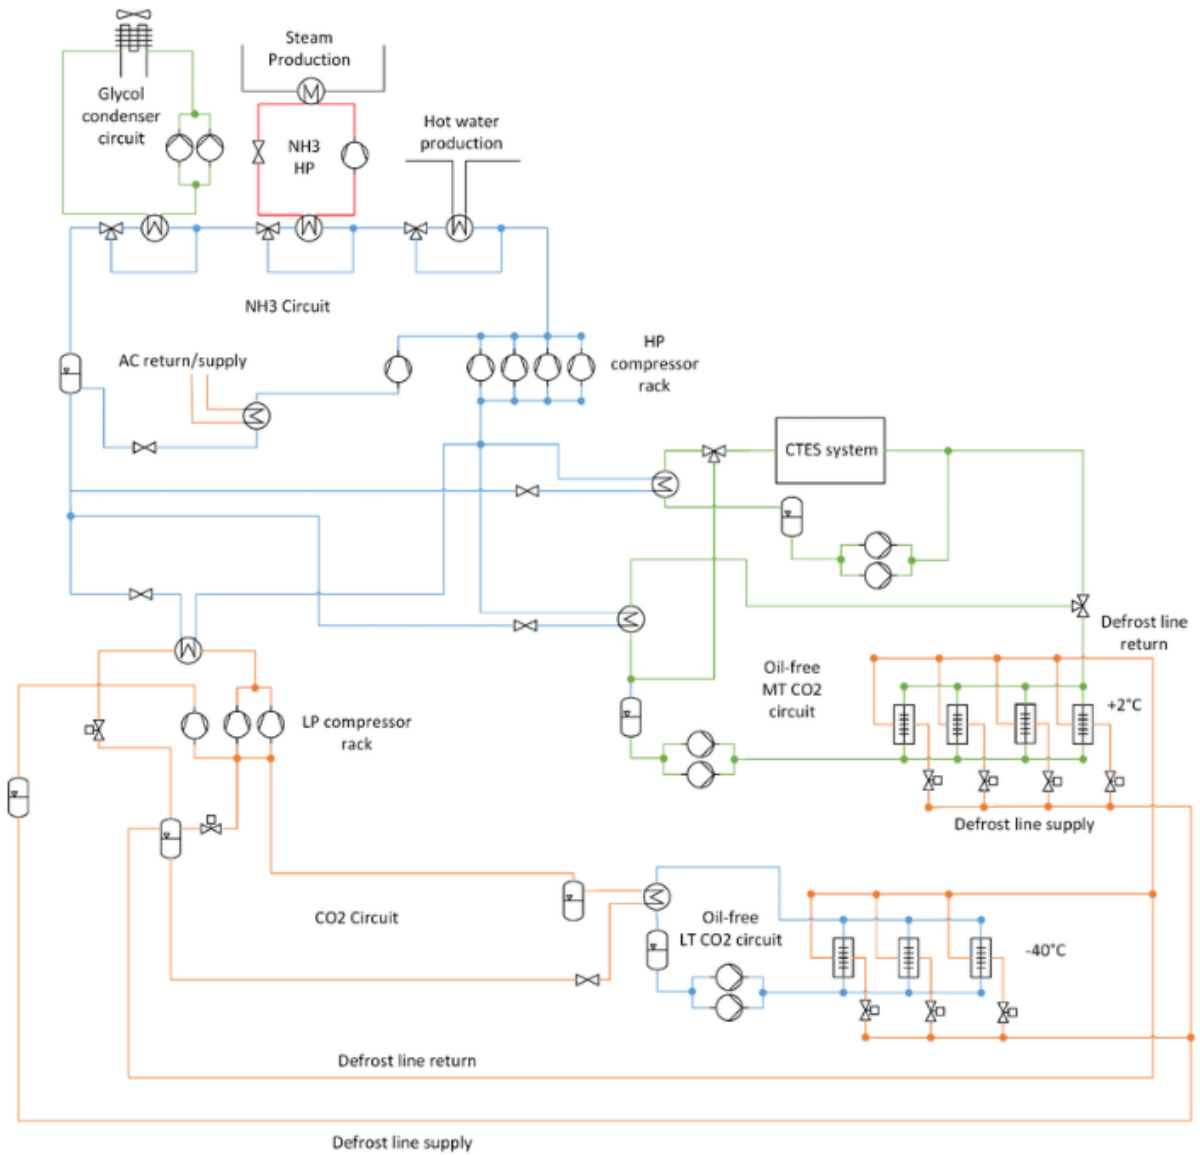 Steam
Production
Glycol
condenser
circuit
NH3
HP
Hot water
production
NH3 Circuit
AC return/supply
HP
compressor
rack
CTES system
Defrost line
return
Oil-free
MT CO2
circuit
+2°C
LP compressor
rack
Defrost line supply
CO2 Circuit
Oil-free
LT CO2 circuit
-40°C
Defrost line return
Defrost line supply